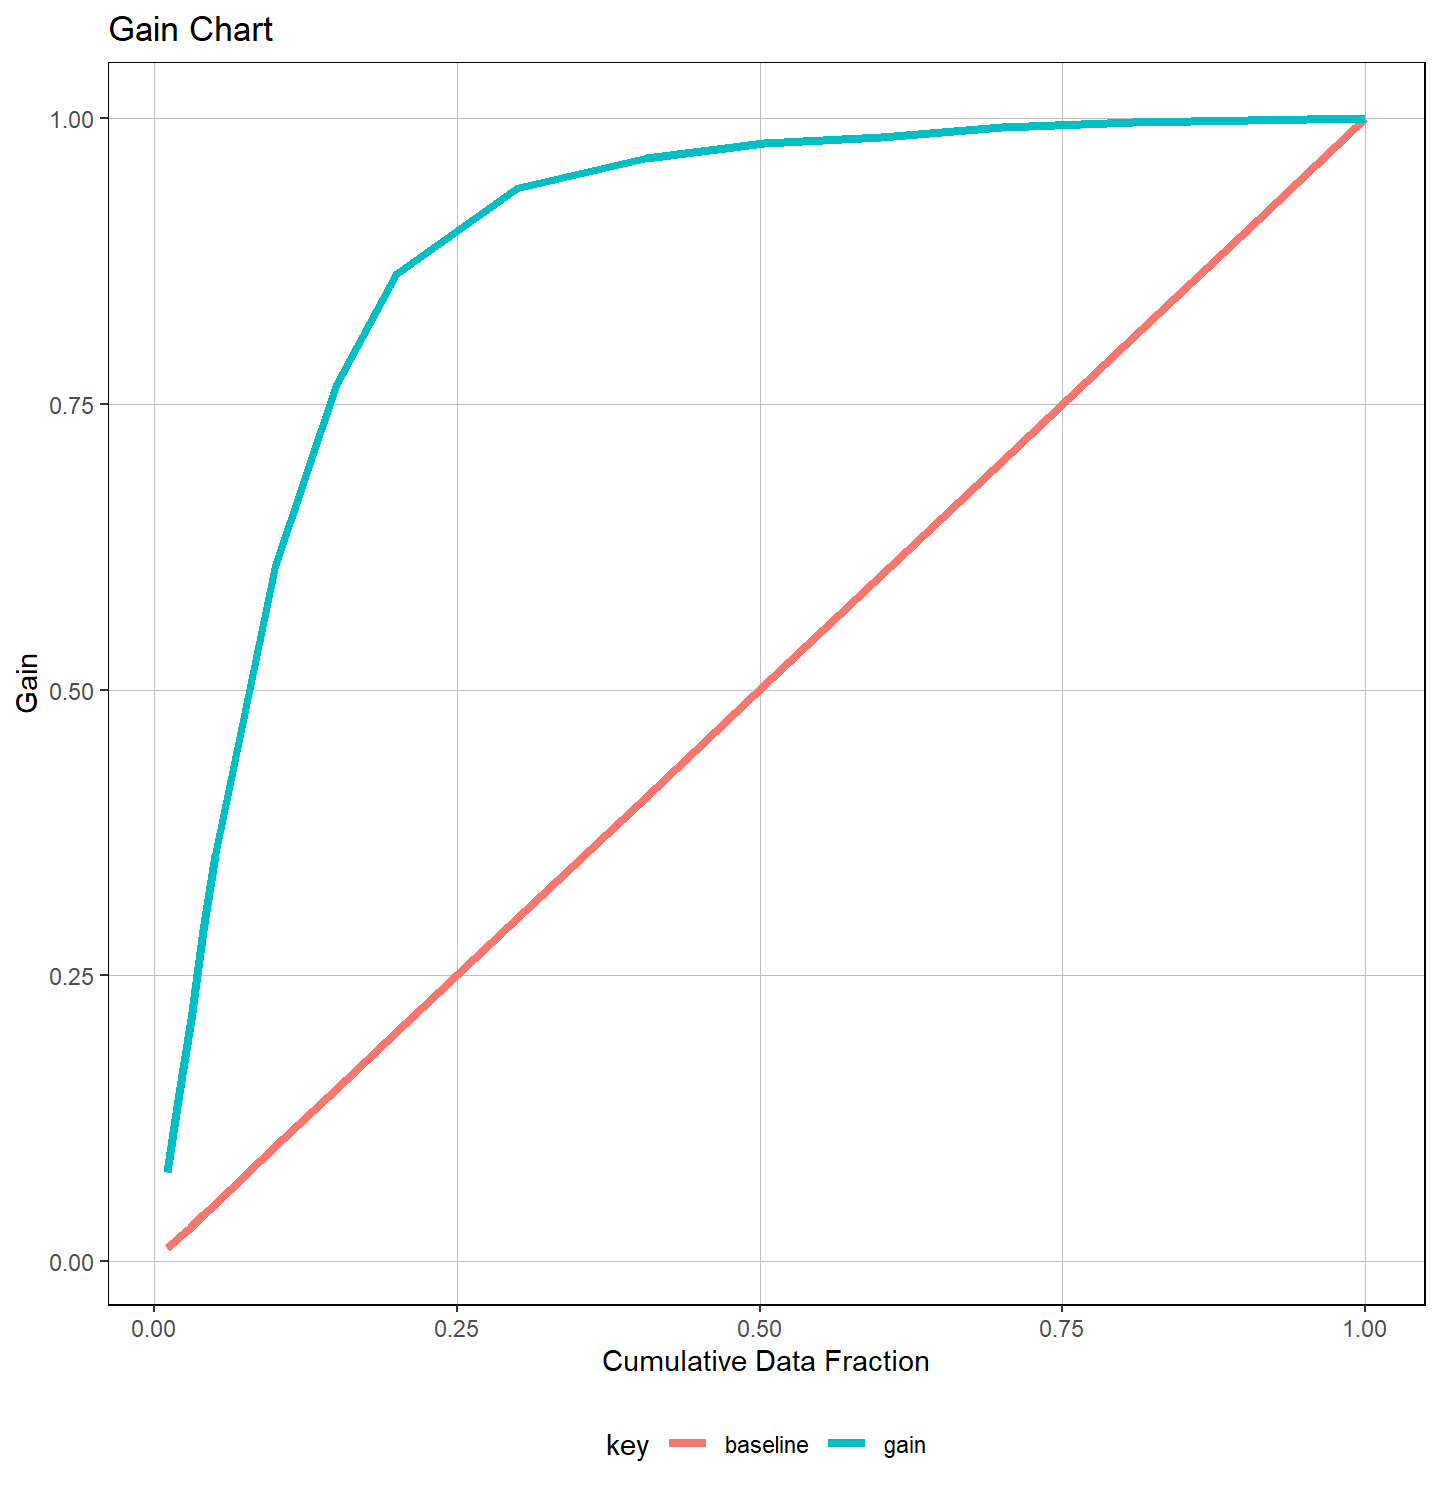 Gain Chart
1.00
0.75
0.50
0.25
0.00
Gain
0.00 0.25 0.50 0.75 1.00
Cumulative Data Fraction
key baseline gain